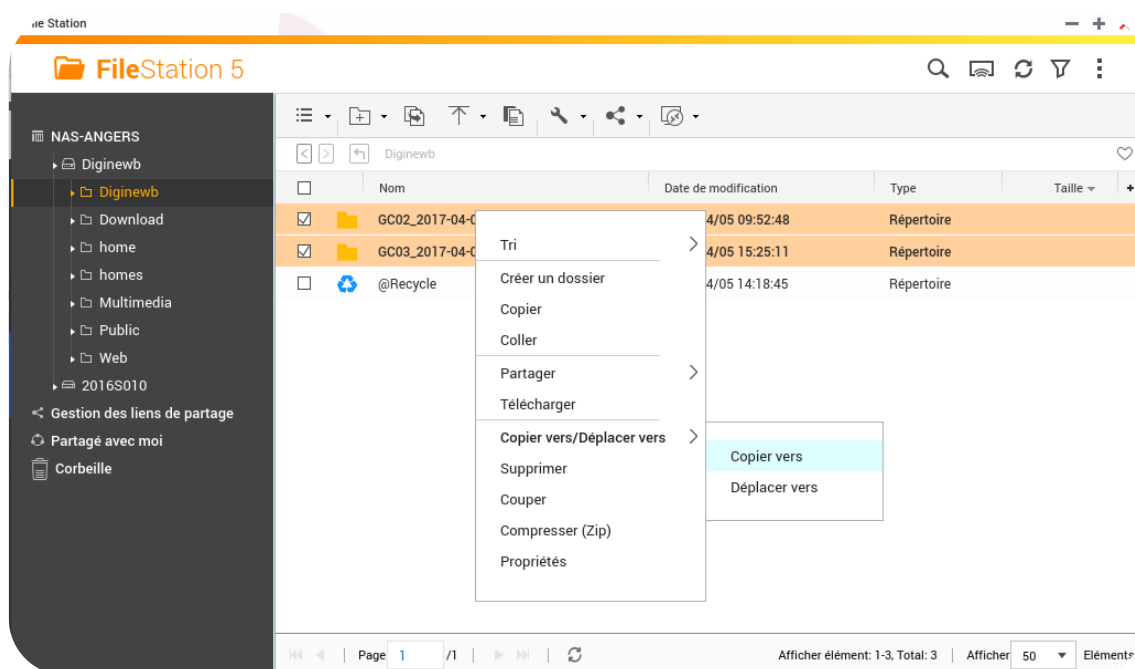 le Station
FileStation 5
NAS-ANGERS
Diginewb
Diginewb
Download
home
homes
Multimedia
Public
Web
2016S010
Gestion des liens de partage
Partagé avec moi
Corbeille
Diginewb
Nom Date de modification Type Taille
GC02_2017-04-0 4/05 09:52:48 Répertoire
GC03_2017-04-0 4/05 15:25:11 Répertoire
@Recycle 4/05 14:18:45 Répertoire
Tri
Créer un dossier
Copier
Coller
Partager
Télécharger
Copier vers/Déplacer vers
Supprimer
Couper
Compresser (Zip)
Propriétés
Copier vers
Déplacer vers
Page 1 /1 Afficher élément: 1-3, Total: 3 Afficher 50 Eléments